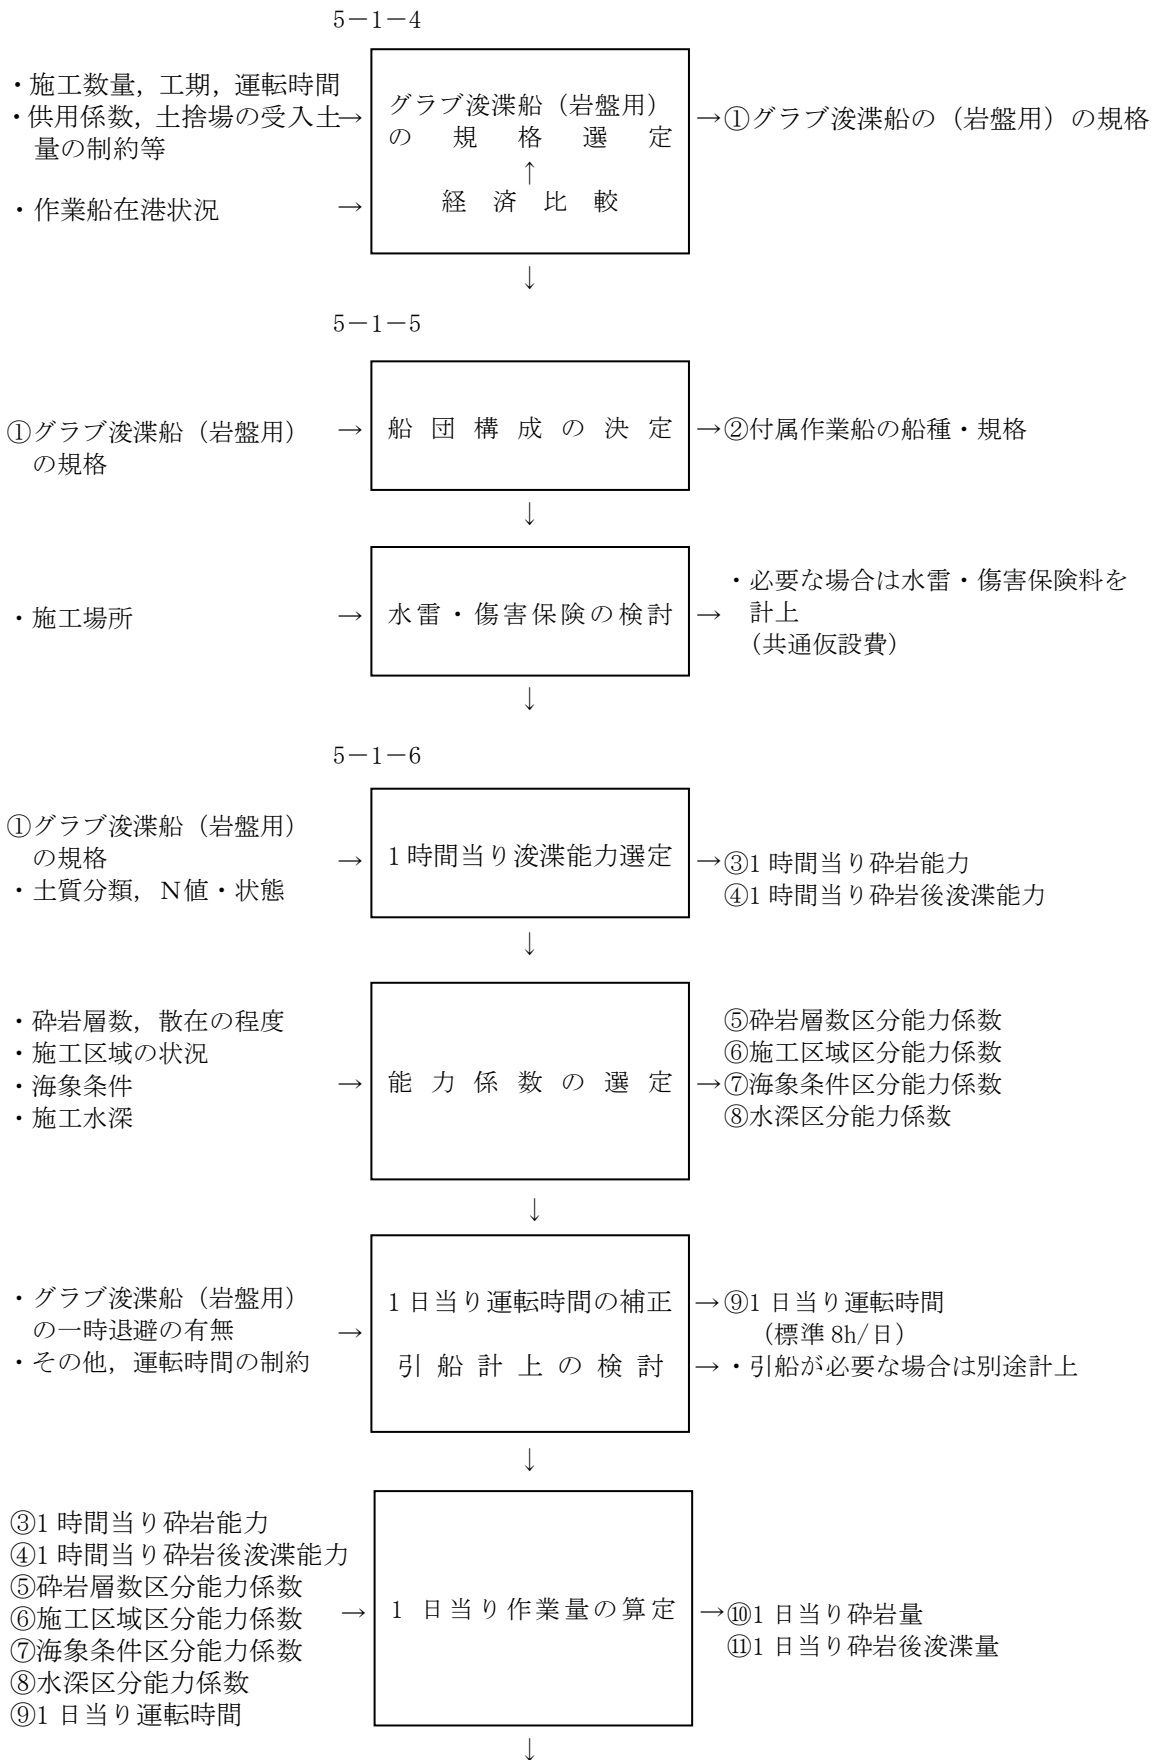 5－1－4
・施工数量，工期，運転時間
・供用係数，土捨場の受入土
量の制約等
・作業船在港状況
→
→
グラブ浚渫船（岩盤用）
の規格選定
↑
経済比較
→①グラブ浚渫船の（岩盤用）の規格
↓
5－1－5
①グラブ浚渫船（岩盤用）
の規格
→
船団構成の決定
→②付属作業船の船種・規格
↓
・施工場所
→
水雷・傷害保険の検討
→
・必要な場合は水雷・傷害保険料を
計上
（共通仮設費）
↓
5－1－6
①グラブ浚渫船（岩盤用）
の規格
・土質分類，Ｎ値・状態
→
1時間当り浚渫能力選定
→③1時間当り砕岩能力
④1時間当り砕岩後浚渫能力
↓
・砕岩層数，散在の程度
・施工区域の状況
・海象条件
・施工水深
→
能力係数の選定
⑤砕岩層数区分能力係数
⑥施工区域区分能力係数
→⑦海象条件区分能力係数
⑧水深区分能力係数
↓
・グラブ浚渫船（岩盤用）
の一時退避の有無
・その他，運転時間の制約
→
1日当り運転時間の補正
引船計上の検討
→⑨1日当り運転時間
（標準8h/日）
→・引船が必要な場合は別途計上
↓
③1時間当り砕岩能力
④1時間当り砕岩後浚渫能力
⑤砕岩層数区分能力係数
⑥施工区域区分能力係数
⑦海象条件区分能力係数
⑧水深区分能力係数
⑨1日当り運転時間
→
1日当り作業量の算定
→⑩1日当り砕岩量
⑪1日当り砕岩後浚渫量
↓